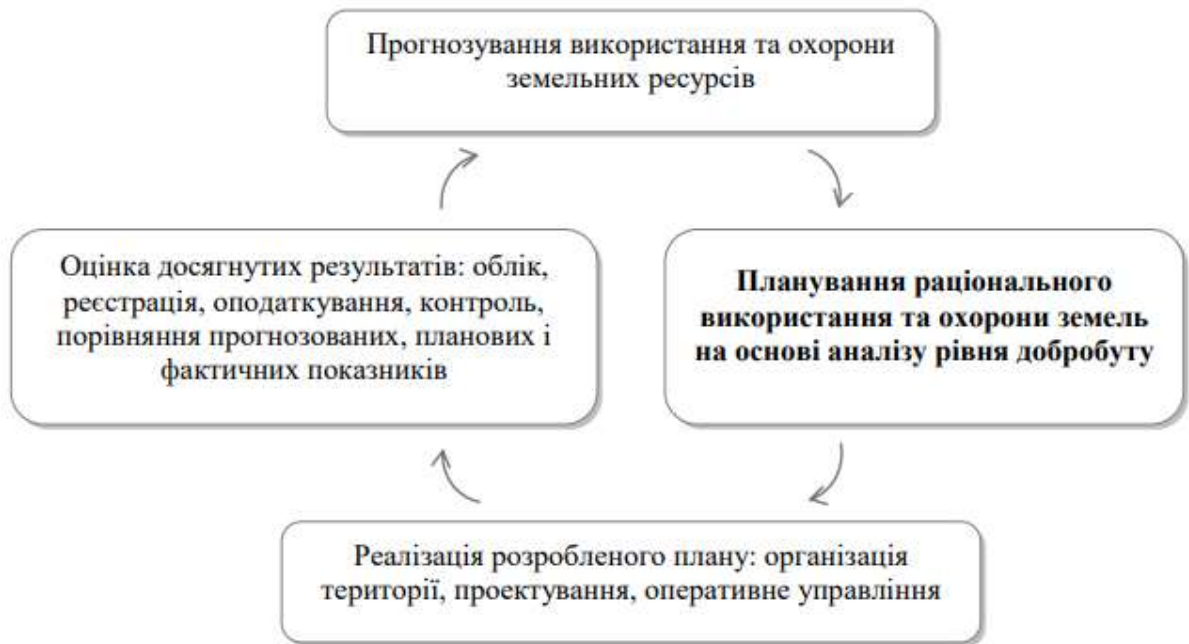 Прогнозування використання та охорони
земельних ресурсів
Оцінка досягнутих результатів: облік,
реєстрація, оподаткування, контроль,
порівняння прогнозованих, планових і
фактичних показників
Планування раціонального
використання та охорони земель
на основі аналізу рівня добробуту
Реалізація розробленого плану: організація
території, проектування, оперативне управління